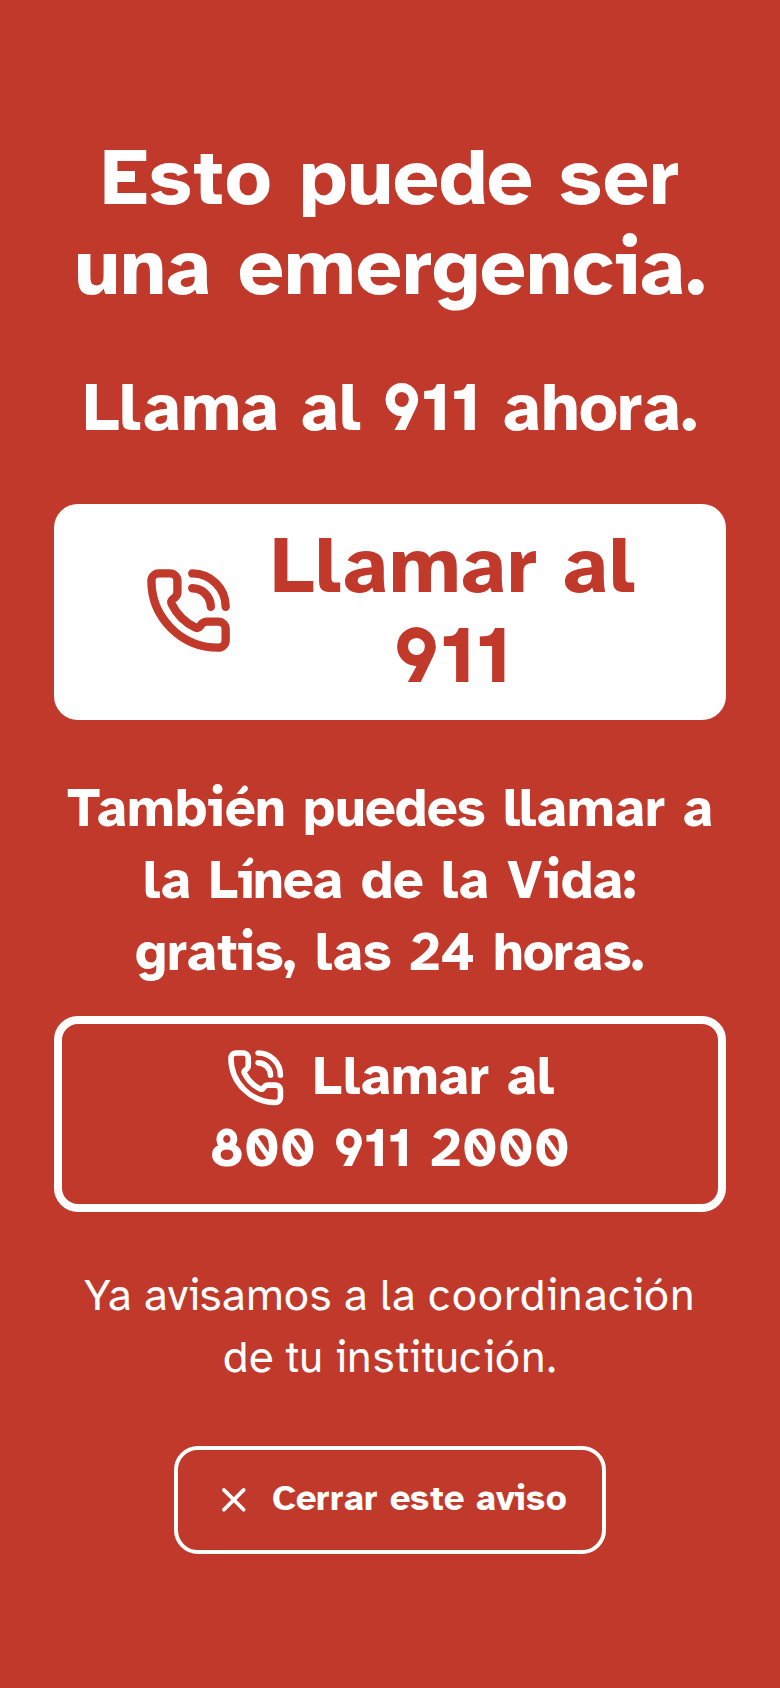 Esto puede ser
una emergencia.
Llama al 911 ahora.
Llamar al
911
También puedes llamar a
la Línea de la Vida:
gratis, las 24 horas.
Llamar al
800 911 2000
Ya avisamos a la coordinación
de tu institución.
Cerrar este aviso